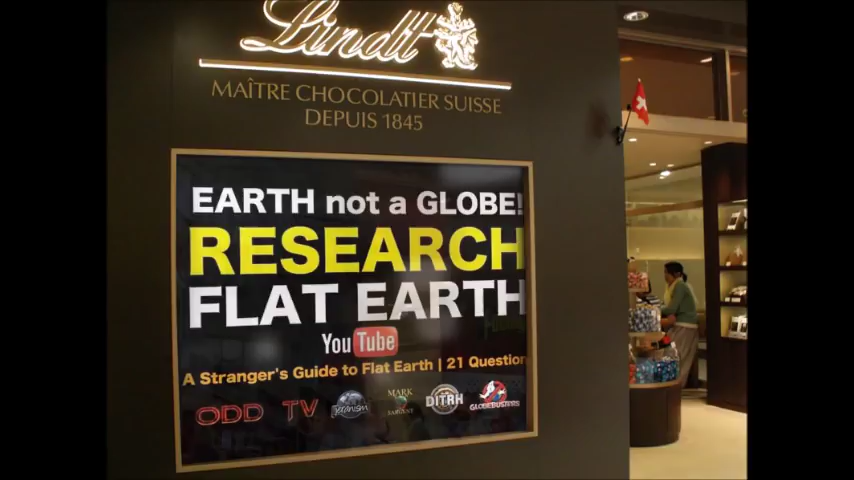 Lindt
MAÎTRE CHOCOLATIER SUISSE
DEPUIS 1845
EARTH not a GLOBE!
RESEARCH
FLAT EARTH
YouTube
A Stranger's Guide to Flat Earth | 21 Question
ODD TV
MARK
SARGENT
DITRH
GLOBEBUSTERS